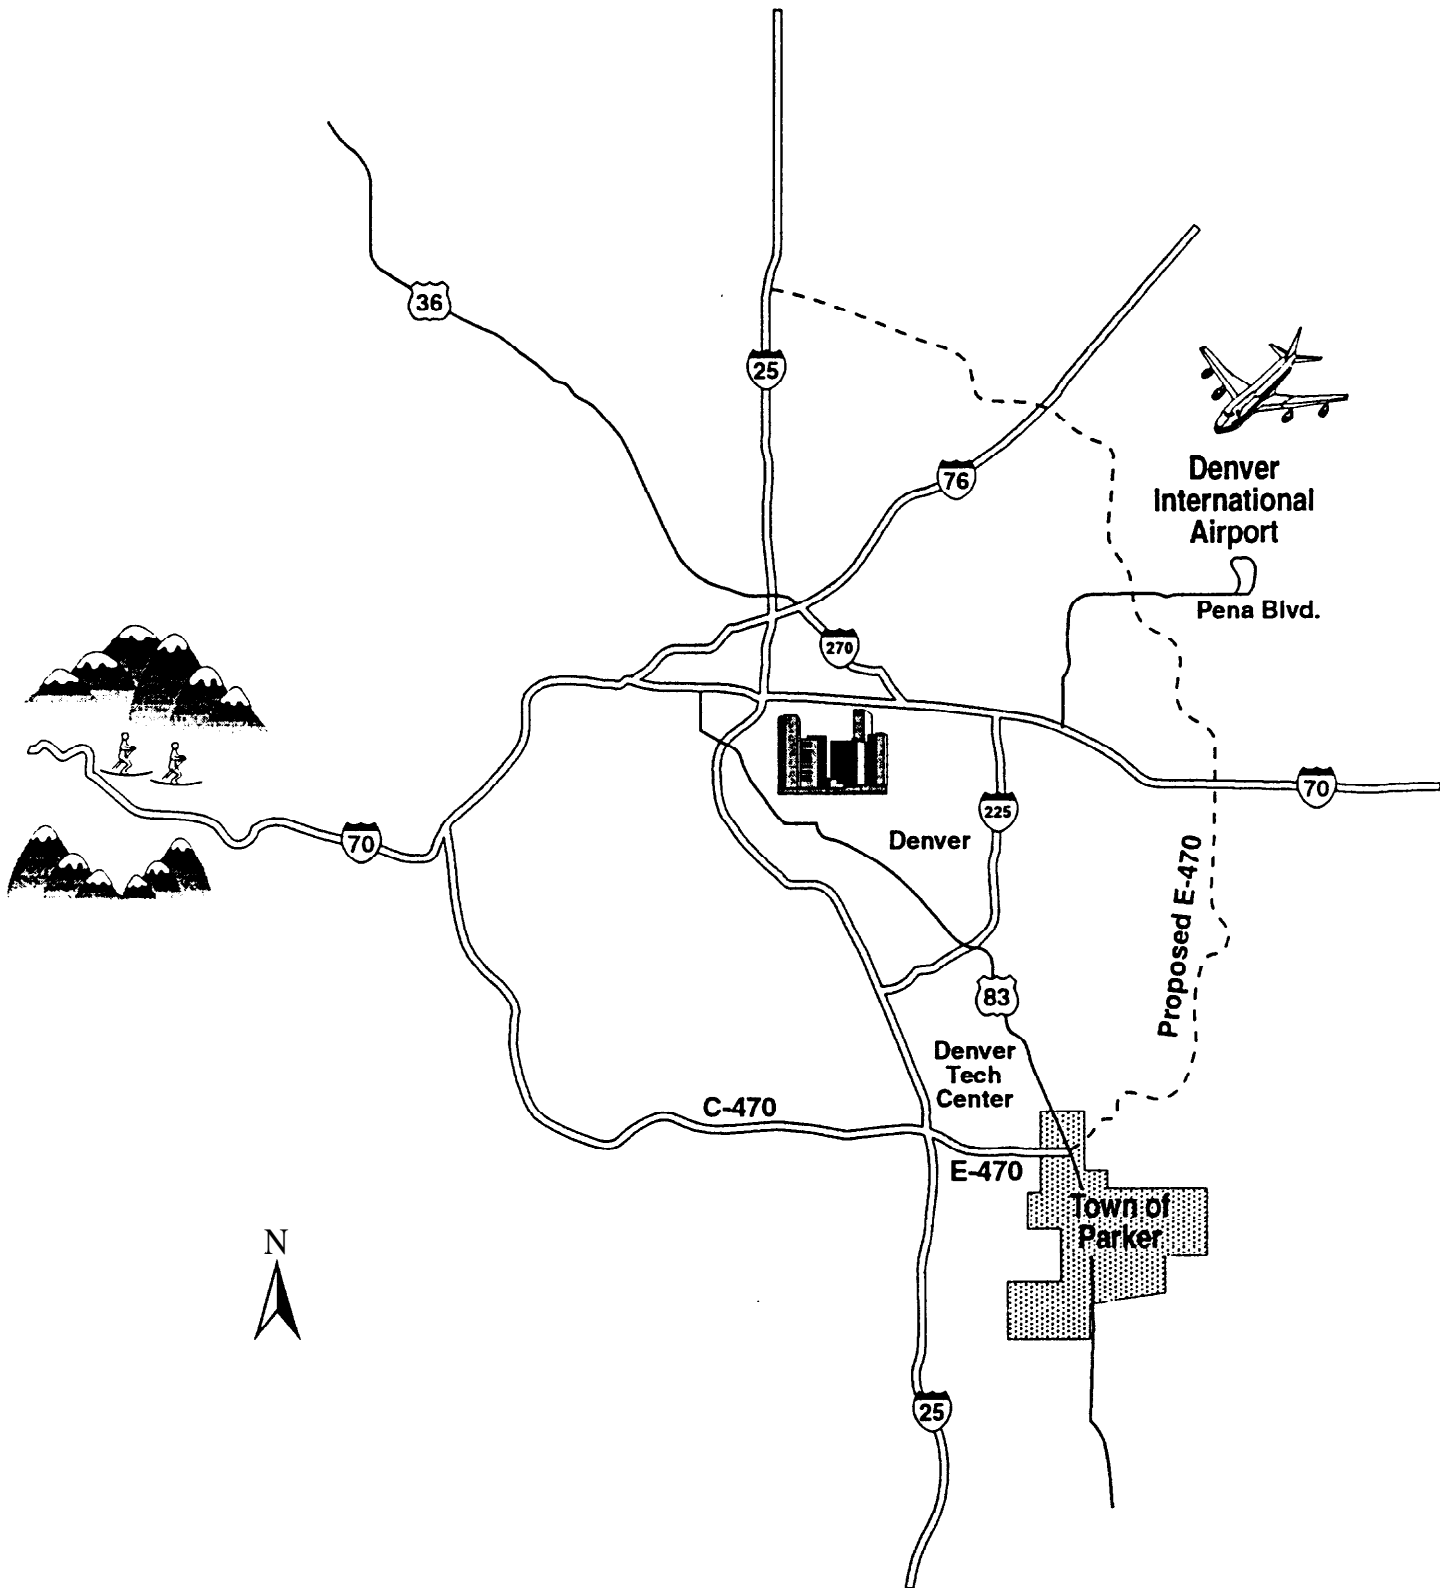 36
25
76
Denver
International
Airport
Pena Blvd.
270
70
225
70
Denver
Proposed E-470
83
Denver
Tech
Center
C-470
E-470
Town of
Parker
N
25